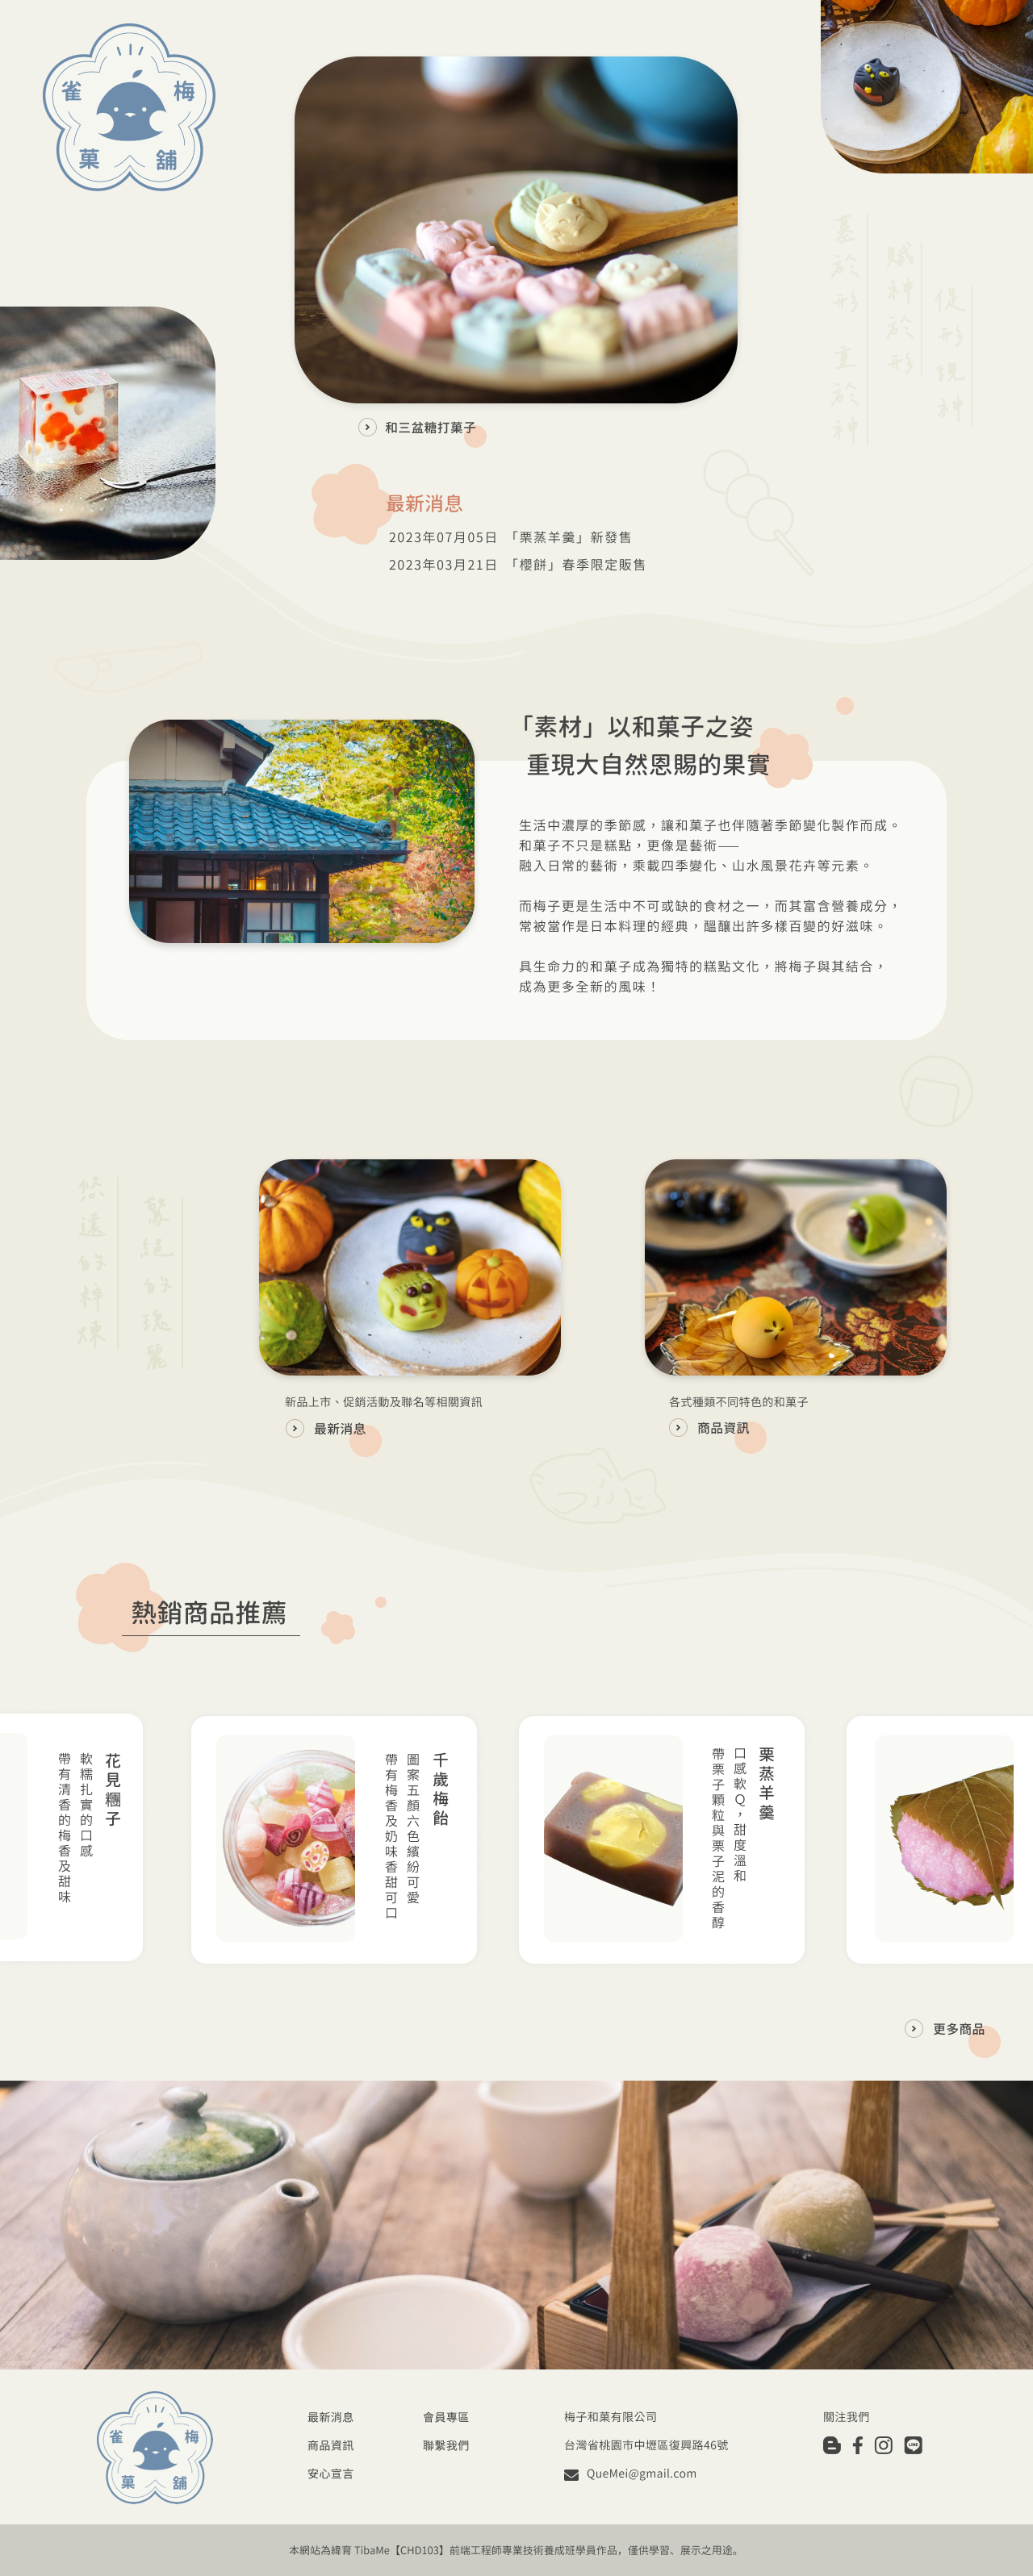 雀梅菓舖
基於形 熏於神
賦神於形
促形現神
和三盆糖打菓子
最新消息
2023年07月05日 「栗蒸羊羹」新發售
2023年03月21日 「櫻餅」春季限定販售
「素材」以和菓子之姿
重現大自然恩賜的果實
生活中濃厚的季節感，讓和菓子也伴隨著季節變化製作而成。
和菓子不只是糕點，更像是藝術——
融入日常的藝術，乘載四季變化、山水風景花卉等元素。
而梅子更是生活中不可或缺的食材之一，而其富含營養成分，
常被當作是日本料理的經典，醞釀出許多樣百變的好滋味。
具生命力的和菓子成為獨特的糕點文化，將梅子與其結合，
成為更多全新的風味！
悠遠的粹煉
豔絕的瑰麗
新品上市、促銷活動及聯名等相關資訊
最新消息
各式種類不同特色的和菓子
商品資訊
熱銷商品推薦
花見糰子
軟糯扎實的口感
帶有清香的梅香及甜味
千歲梅飴
圖案五顏六色繽紛可愛
帶有梅香及奶味香甜可口
栗蒸羊羹
口感軟Q，甜度溫和
帶栗子顆粒與栗子泥的香醇
更多商品
雀梅菓舖
最新消息
商品資訊
安心宣言
會員專區
聯繫我們
梅子和菓有限公司
台灣省桃園市中壢區復興路46號
QueMei@gmail.com
關注我們
LINE
本網站為緯育 TibaMe【CHD103】前端工程師專業技術養成班學員作品，僅供學習、展示之用途。